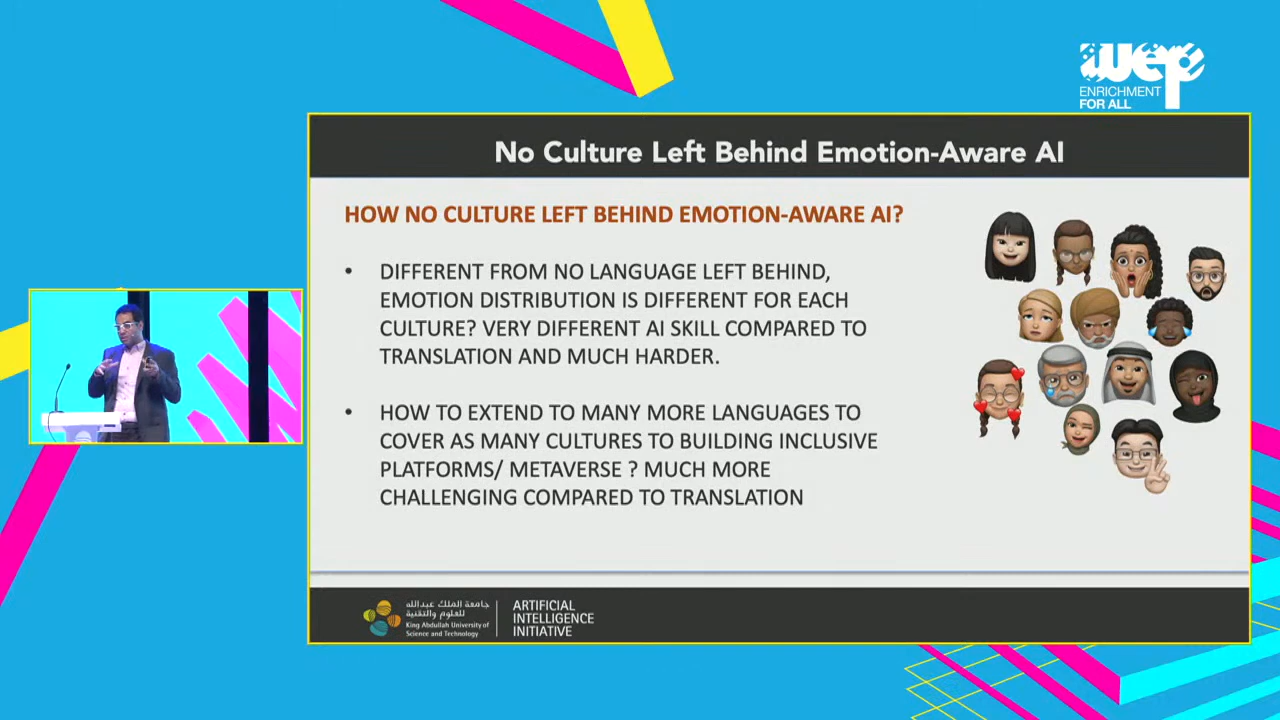 wep
ENRICHMENT
FOR ALL
No Culture Left Behind Emotion-Aware AI
HOW NO CULTURE LEFT BEHIND EMOTION-AWARE AI?
• DIFFERENT FROM NO LANGUAGE LEFT BEHIND,
EMOTION DISTRIBUTION IS DIFFERENT FOR EACH
CULTURE? VERY DIFFERENT AI SKILL COMPARED TO
TRANSLATION AND MUCH HARDER.
• HOW TO EXTEND TO MANY MORE LANGUAGES TO
COVER AS MANY CULTURES TO BUILDING INCLUSIVE
PLATFORMS/ METAVERSE ? MUCH MORE
CHALLENGING COMPARED TO TRANSLATION
جامعة الملك عبدالله
للعلوم والتقنية
King Abdullah University of
Science and Technology
ARTIFICIAL
INTELLIGENCE
INITIATIVE